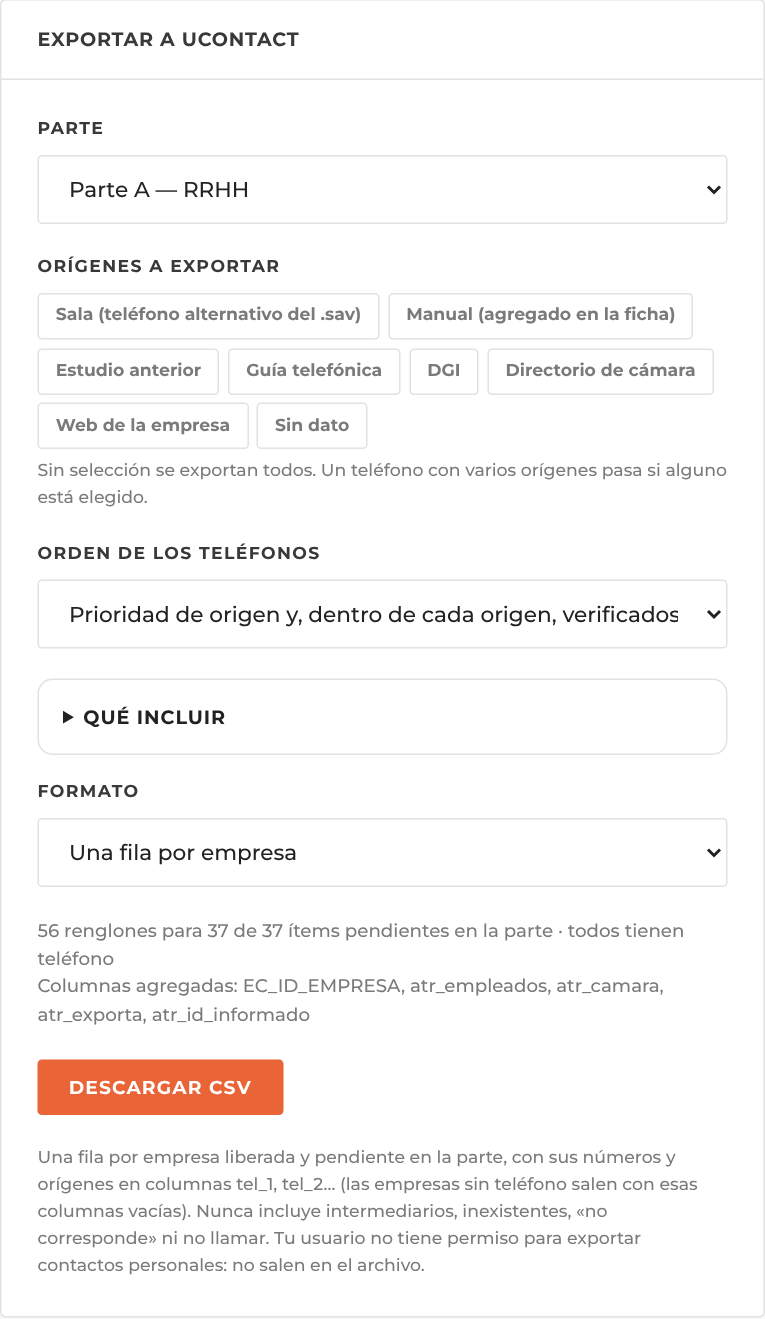 EXPORTAR A UCONTACT
PARTE
Parte A — RRHH
ORÍGENES A EXPORTAR
Sala (teléfono alternativo del .sav) Manual (agregado en la ficha)
Estudio anterior Guía telefónica DGI Directorio de cámara
Web de la empresa Sin dato
Sin selección se exportan todos. Un teléfono con varios orígenes pasa si alguno
está elegido.
ORDEN DE LOS TELÉFONOS
Prioridad de origen y, dentro de cada origen, verificados
QUÉ INCLUIR
FORMATO
Una fila por empresa
56 renglones para 37 de 37 ítems pendientes en la parte · todos tienen
teléfono
Columnas agregadas: EC_ID_EMPRESA, atr_empleados, atr_camara,
atr_exporta, atr_id_informado
DESCARGAR CSV
Una fila por empresa liberada y pendiente en la parte, con sus números y
orígenes en columnas tel_1, tel_2... (las empresas sin teléfono salen con esas
columnas vacías). Nunca incluye intermediarios, inexistentes, «no
corresponde» ni no llamar. Tu usuario no tiene permiso para exportar
contactos personales: no salen en el archivo.